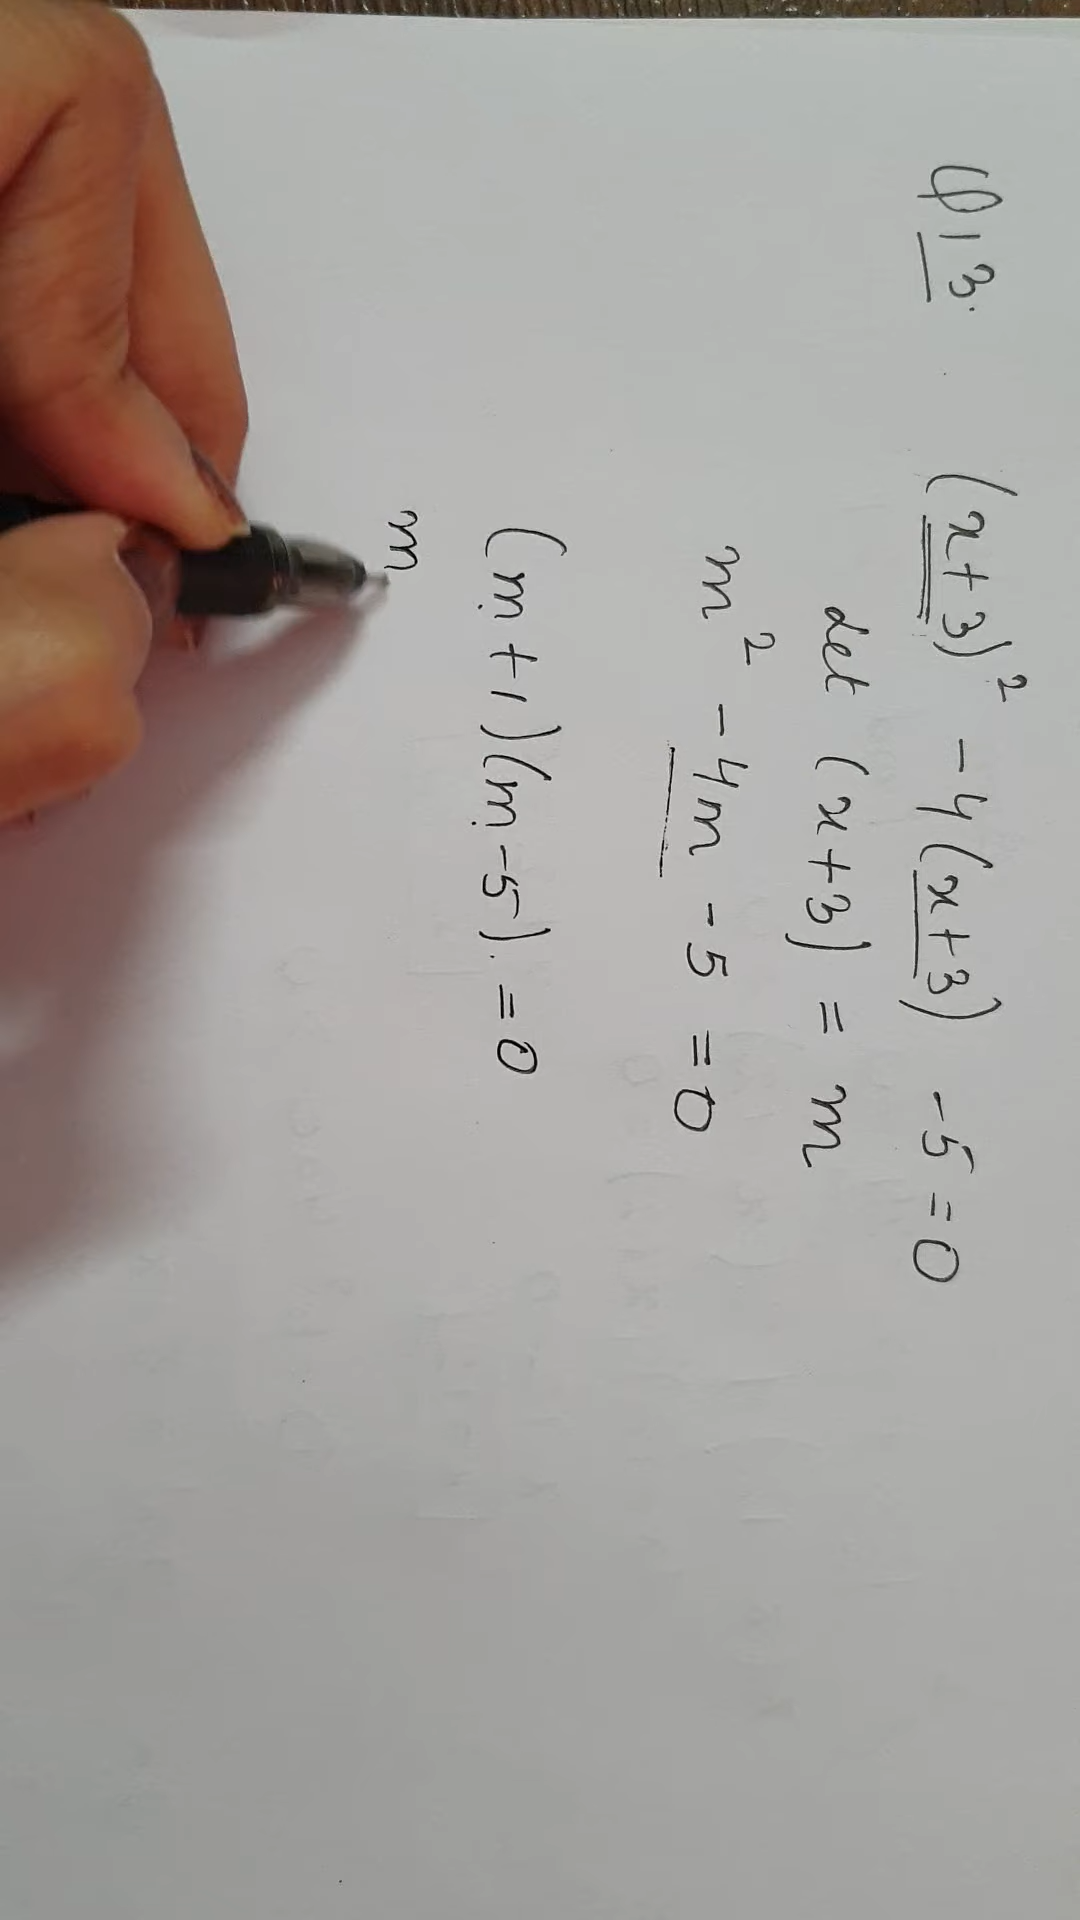 Q13. (x+3)² -4(x+3) -5=0
Let (x+3) = m
m² -4m -5 =0
(m+1)(m-5). =0
m